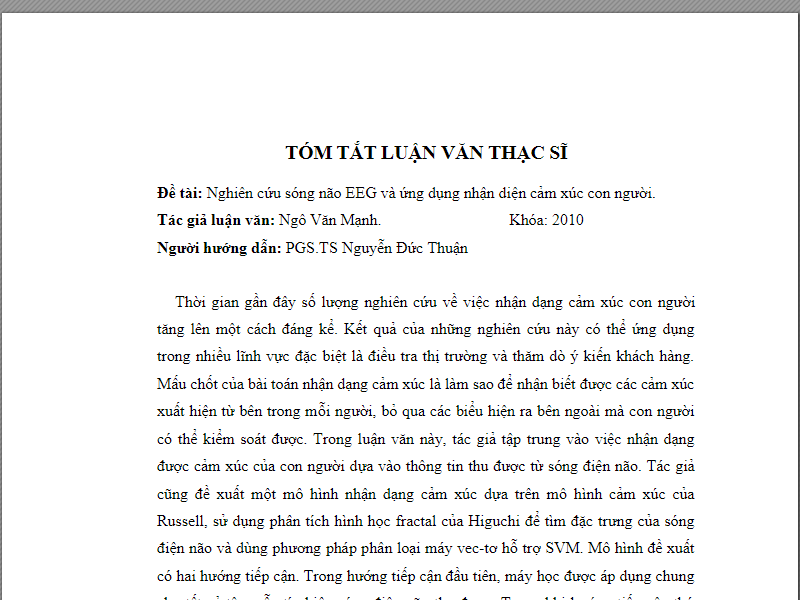 TÓM TẮT LUẬN VĂN THẠC SĨ
Đề tài: Nghiên cứu sóng não EEG và ứng dụng nhận diện cảm xúc con người.
Tác giả luận văn: Ngô Văn Mạnh. Khóa: 2010
Người hướng dẫn: PGS.TS Nguyễn Đức Thuận
Thời gian gần đây số lượng nghiên cứu về việc nhận dạng cảm xúc con người
tăng lên một cách đáng kể. Kết quả của những nghiên cứu này có thể ứng dụng
trong nhiều lĩnh vực đặc biệt là điều tra thị trường và thăm dò ý kiến khách hàng.
Mấu chốt của bài toán nhận dạng cảm xúc là làm sao để nhận biết được các cảm xúc
xuất hiện từ bên trong mỗi người, bỏ qua các biểu hiện ra bên ngoài mà con người
có thể kiểm soát được. Trong luận văn này, tác giả tập trung vào việc nhận dạng
được cảm xúc của con người dựa vào thông tin thu được từ sóng điện não. Tác giả
cũng đề xuất một mô hình nhận dạng cảm xúc dựa trên mô hình cảm xúc của
Russell, sử dụng phân tích hình học fractal của Higuchi để tìm đặc trưng của sóng
điện não và dùng phương pháp phân loại máy vec-tơ hỗ trợ SVM. Mô hình đề xuất
có hai hướng tiếp cận. Trong hướng tiếp cận đầu tiên, máy học được áp dụng chung